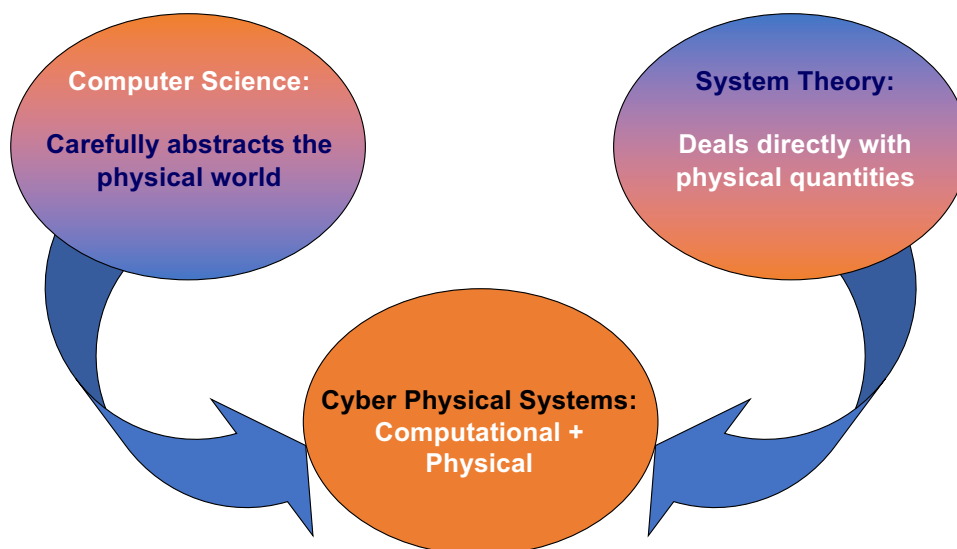 Computer Science:
Carefully abstracts the
physical world
System Theory:
Deals directly with
physical quantities
Cyber Physical Systems:
Computational +
Physical